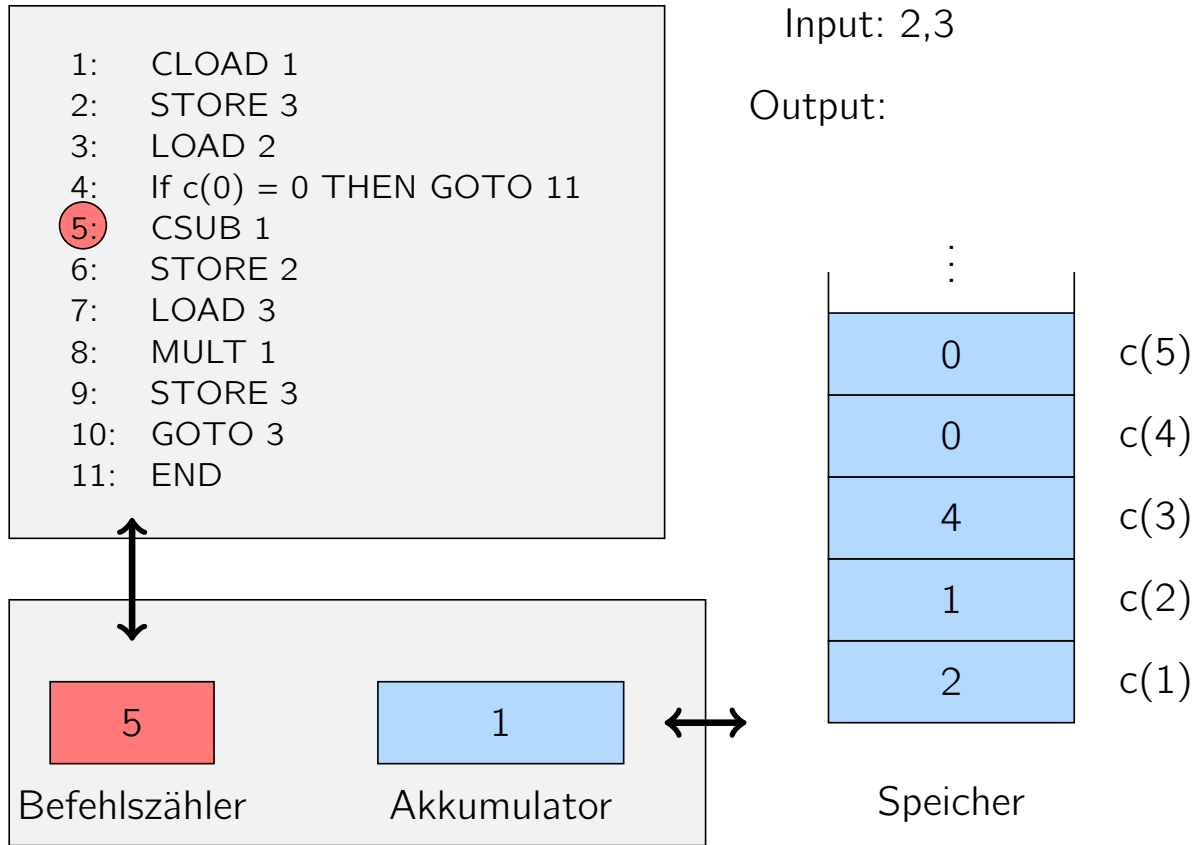 1: CLOAD 1
2: STORE 3
3: LOAD 2
4: If c(0) = 0 THEN GOTO 11
5: CSUB 1
6: STORE 2
7: LOAD 3
8: MULT 1
9: STORE 3
10: GOTO 3
11: END
Input: 2,3
Output:
⋮
0 c(5)
0 c(4)
4 c(3)
1 c(2)
2 c(1)
Speicher
5
Befehlszähler
1
Akkumulator